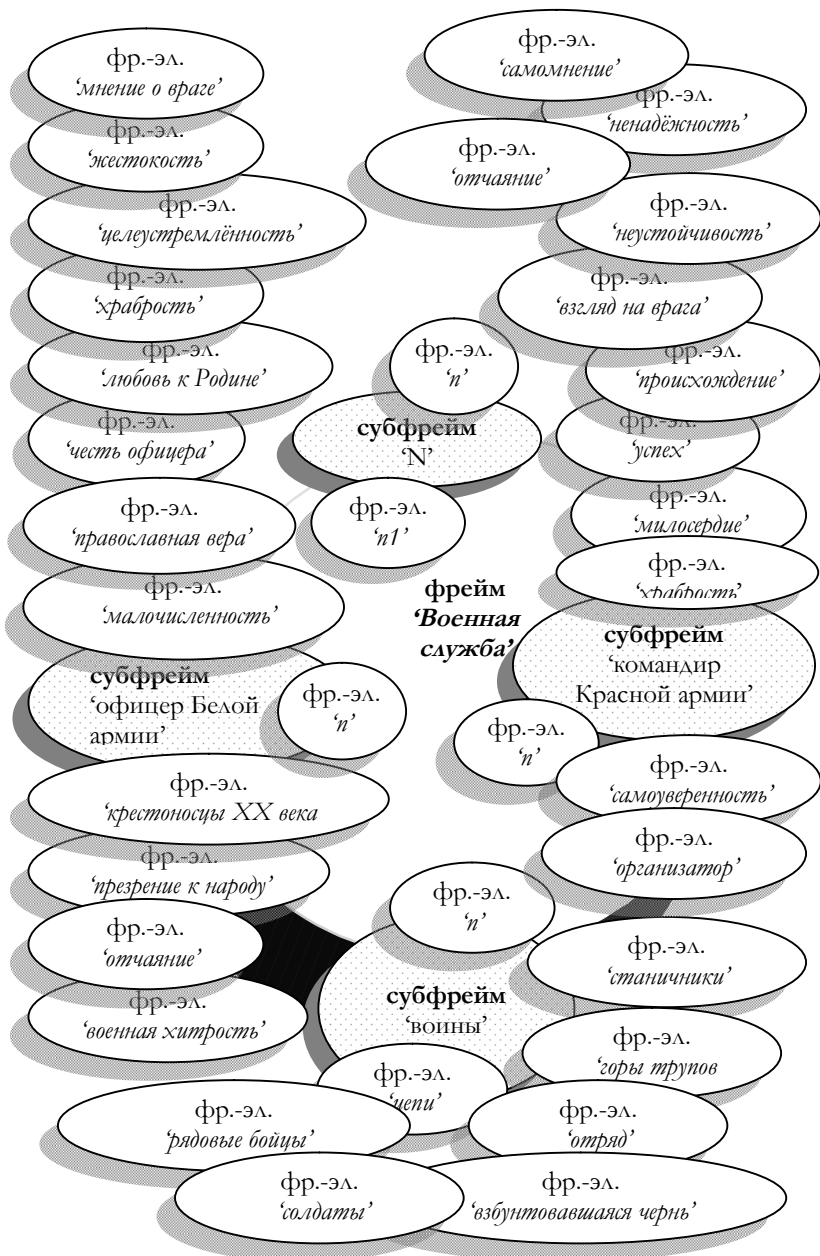 фр.-эл.
‘мнение о враге’
фр.-эл.
‘жестокость’
фр.-эл.
‘целеустремлённость’
фр.-эл.
‘храбрость’
фр.-эл.
‘любовь к Родине’
фр.-эл.
‘честь офицера’
фр.-эл.
‘православная вера’
фр.-эл.
‘малочисленность’
субфрейм
‘офицер Белой
армии’
фр.-эл.
‘n’
фр.-эл.
‘крестоносцы XX века
фр.-эл.
‘презрение к народу’
фр.-эл.
‘отчаяние’
фр.-эл.
‘военная хитрость’
фр.-эл.
‘n’
субфрейм
‘N’
фр.-эл.
‘n1’
фрейм
‘Военная
служба’
фр.-эл.
‘самомнение’
фр.-эл.
‘ненадёжность’
фр.-эл.
‘отчаяние’
фр.-эл.
‘неустойчивость’
фр.-эл.
‘взгляд на врага’
фр.-эл.
‘происхождение’
фр.-эл.
‘успех’
фр.-эл.
‘милосердие’
фр.-эл.
‘храбрость’
субфрейм
‘командир
Красной армии’
фр.-эл.
‘n’
фр.-эл.
‘самоуверенность’
фр.-эл.
‘организатор’
фр.-эл.
‘n’
субфрейм
‘воины’
фр.-эл.
‘станичники’
фр.-эл.
‘горы трупов
фр.-эл.
‘цепи’
фр.-эл.
‘рядовые бойцы’
фр.-эл.
‘отряд’
фр.-эл.
‘солдаты’
фр.-эл.
‘взбунтовавшаяся чернь’